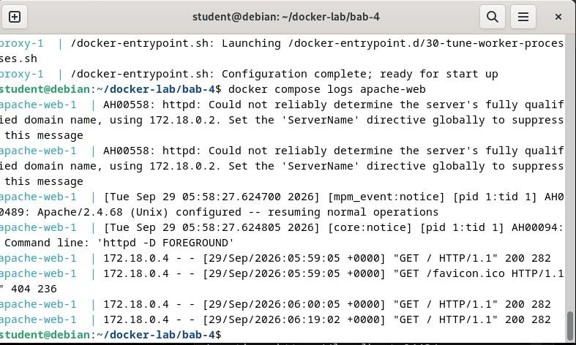 student@debian: ~/docker-lab/bab-4
proxy-1 | /docker-entrypoint.sh: Launching /docker-entrypoint.d/30-tune-worker-proces
ses.sh
proxy-1 | /docker-entrypoint.sh: Configuration complete; ready for start up
student@debian:~/docker-lab/bab-4$ docker compose logs apache-web
apache-web-1 | AH00558: httpd: Could not reliably determine the server's fully qualif
ied domain name, using 172.18.0.2. Set the 'ServerName' directive globally to suppress
this message
apache-web-1 | AH00558: httpd: Could not reliably determine the server's fully qualif
ied domain name, using 172.18.0.2. Set the 'ServerName' directive globally to suppress
this message
apache-web-1 | [Tue Sep 29 05:58:27.624700 2026] [mpm_event:notice] [pid 1:tid 1] AH0
0489: Apache/2.4.68 (Unix) configured -- resuming normal operations
apache-web-1 | [Tue Sep 29 05:58:27.624805 2026] [core:notice] [pid 1:tid 1] AH00094:
Command line: 'httpd -D FOREGROUND'
apache-web-1 | 172.18.0.4 - - [29/Sep/2026:05:59:05 +0000] "GET / HTTP/1.1" 200 282
apache-web-1 | 172.18.0.4 - - [29/Sep/2026:05:59:05 +0000] "GET /favicon.ico HTTP/1.1
" 404 236
apache-web-1 | 172.18.0.4 - - [29/Sep/2026:06:00:05 +0000] "GET / HTTP/1.1" 200 282
apache-web-1 | 172.18.0.4 - - [29/Sep/2026:06:19:02 +0000] "GET / HTTP/1.1" 200 282
student@debian:~/docker-lab/bab-4$